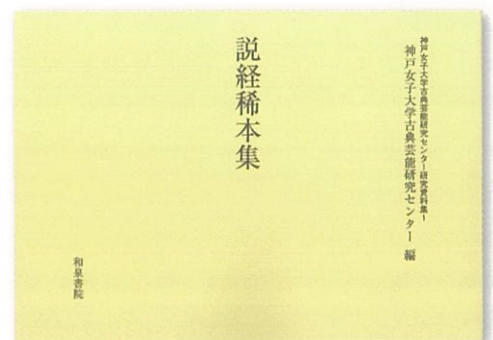 神戸女子大学古典芸能研究センター研究資料集1
神戸女子大学古典芸能研究センター 編
説経稀本集
和泉書院